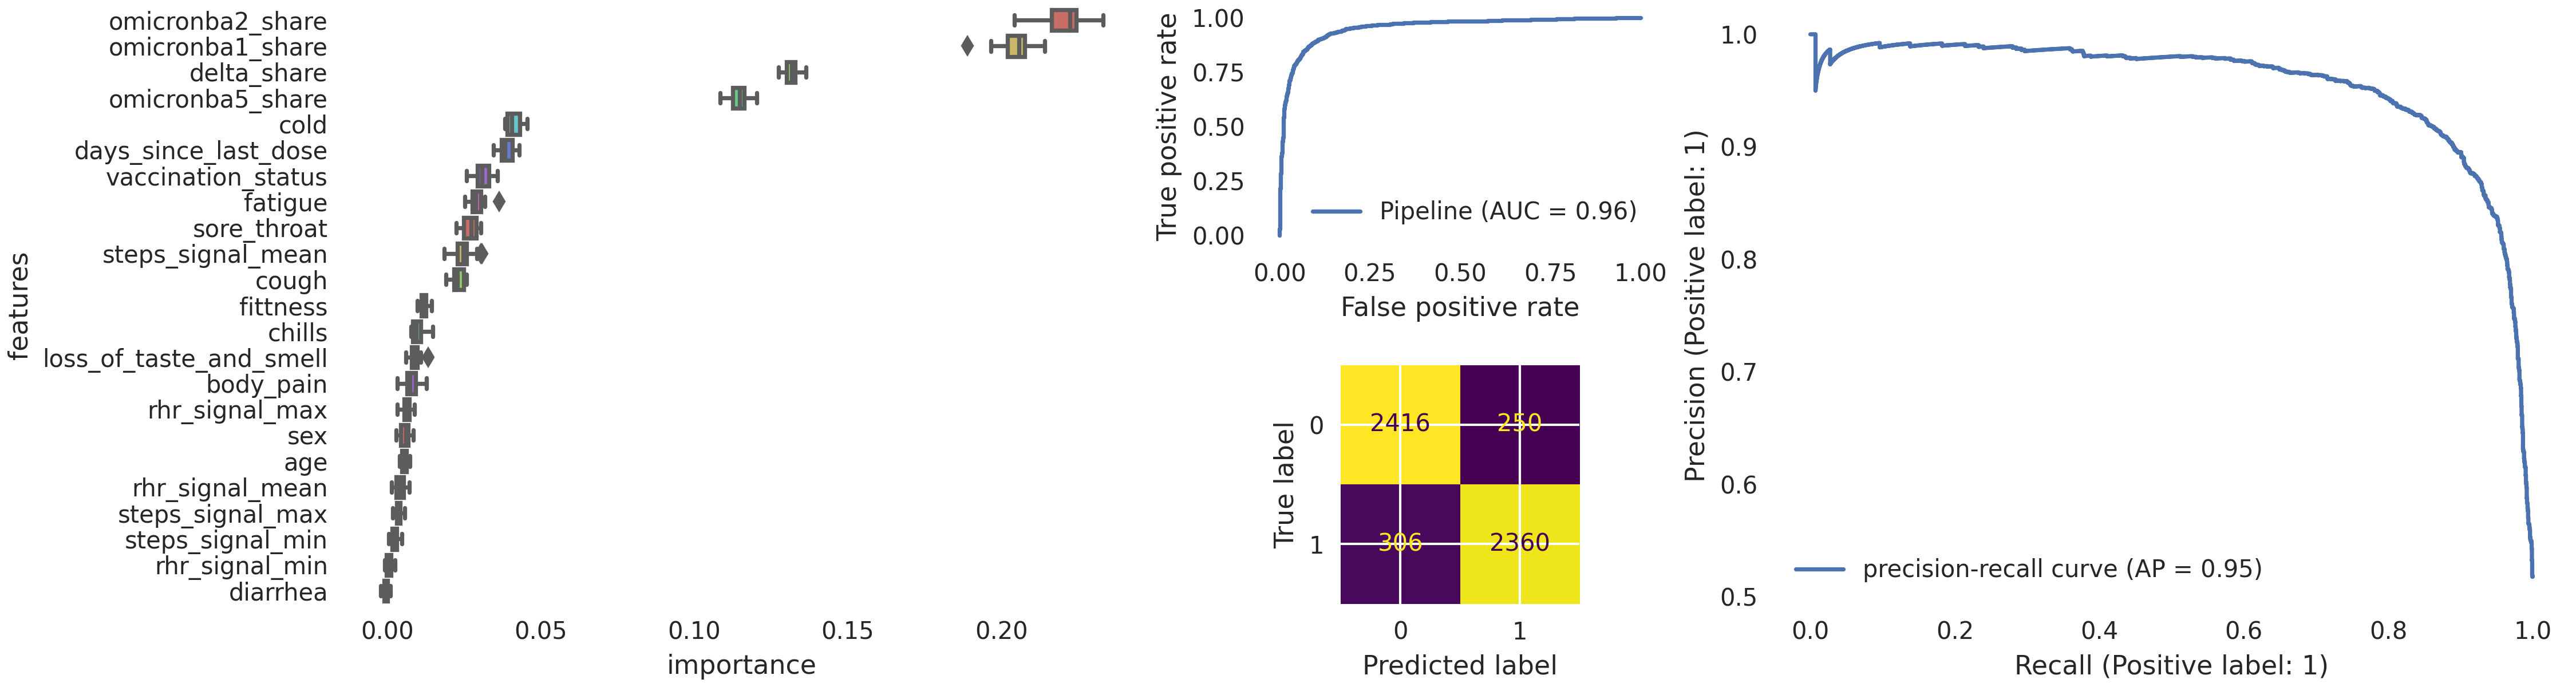 features
omicronba2_share
omicronba1_share
delta_share
omicronba5_share
cold
days_since_last_dose
vaccination_status
fatigue
sore_throat
steps_signal_mean
cough
fittness
chills
loss_of_taste_and_smell
body_pain
rhr_signal_max
sex
age
rhr_signal_mean
steps_signal_max
steps_signal_min
rhr_signal_min
diarrhea
0.00 0.05 0.10 0.15 0.20
importance
True positive rate
1.00
0.75
0.50
0.25
0.00
Pipeline (AUC = 0.96)
0.00 0.25 0.50 0.75 1.00
False positive rate
True label
0
1
2416 250
306 2360
0 1
Predicted label
Precision (Positive label: 1)
1.0
0.9
0.8
0.7
0.6
0.5
precision-recall curve (AP = 0.95)
0.0 0.2 0.4 0.6 0.8 1.0
Recall (Positive label: 1)